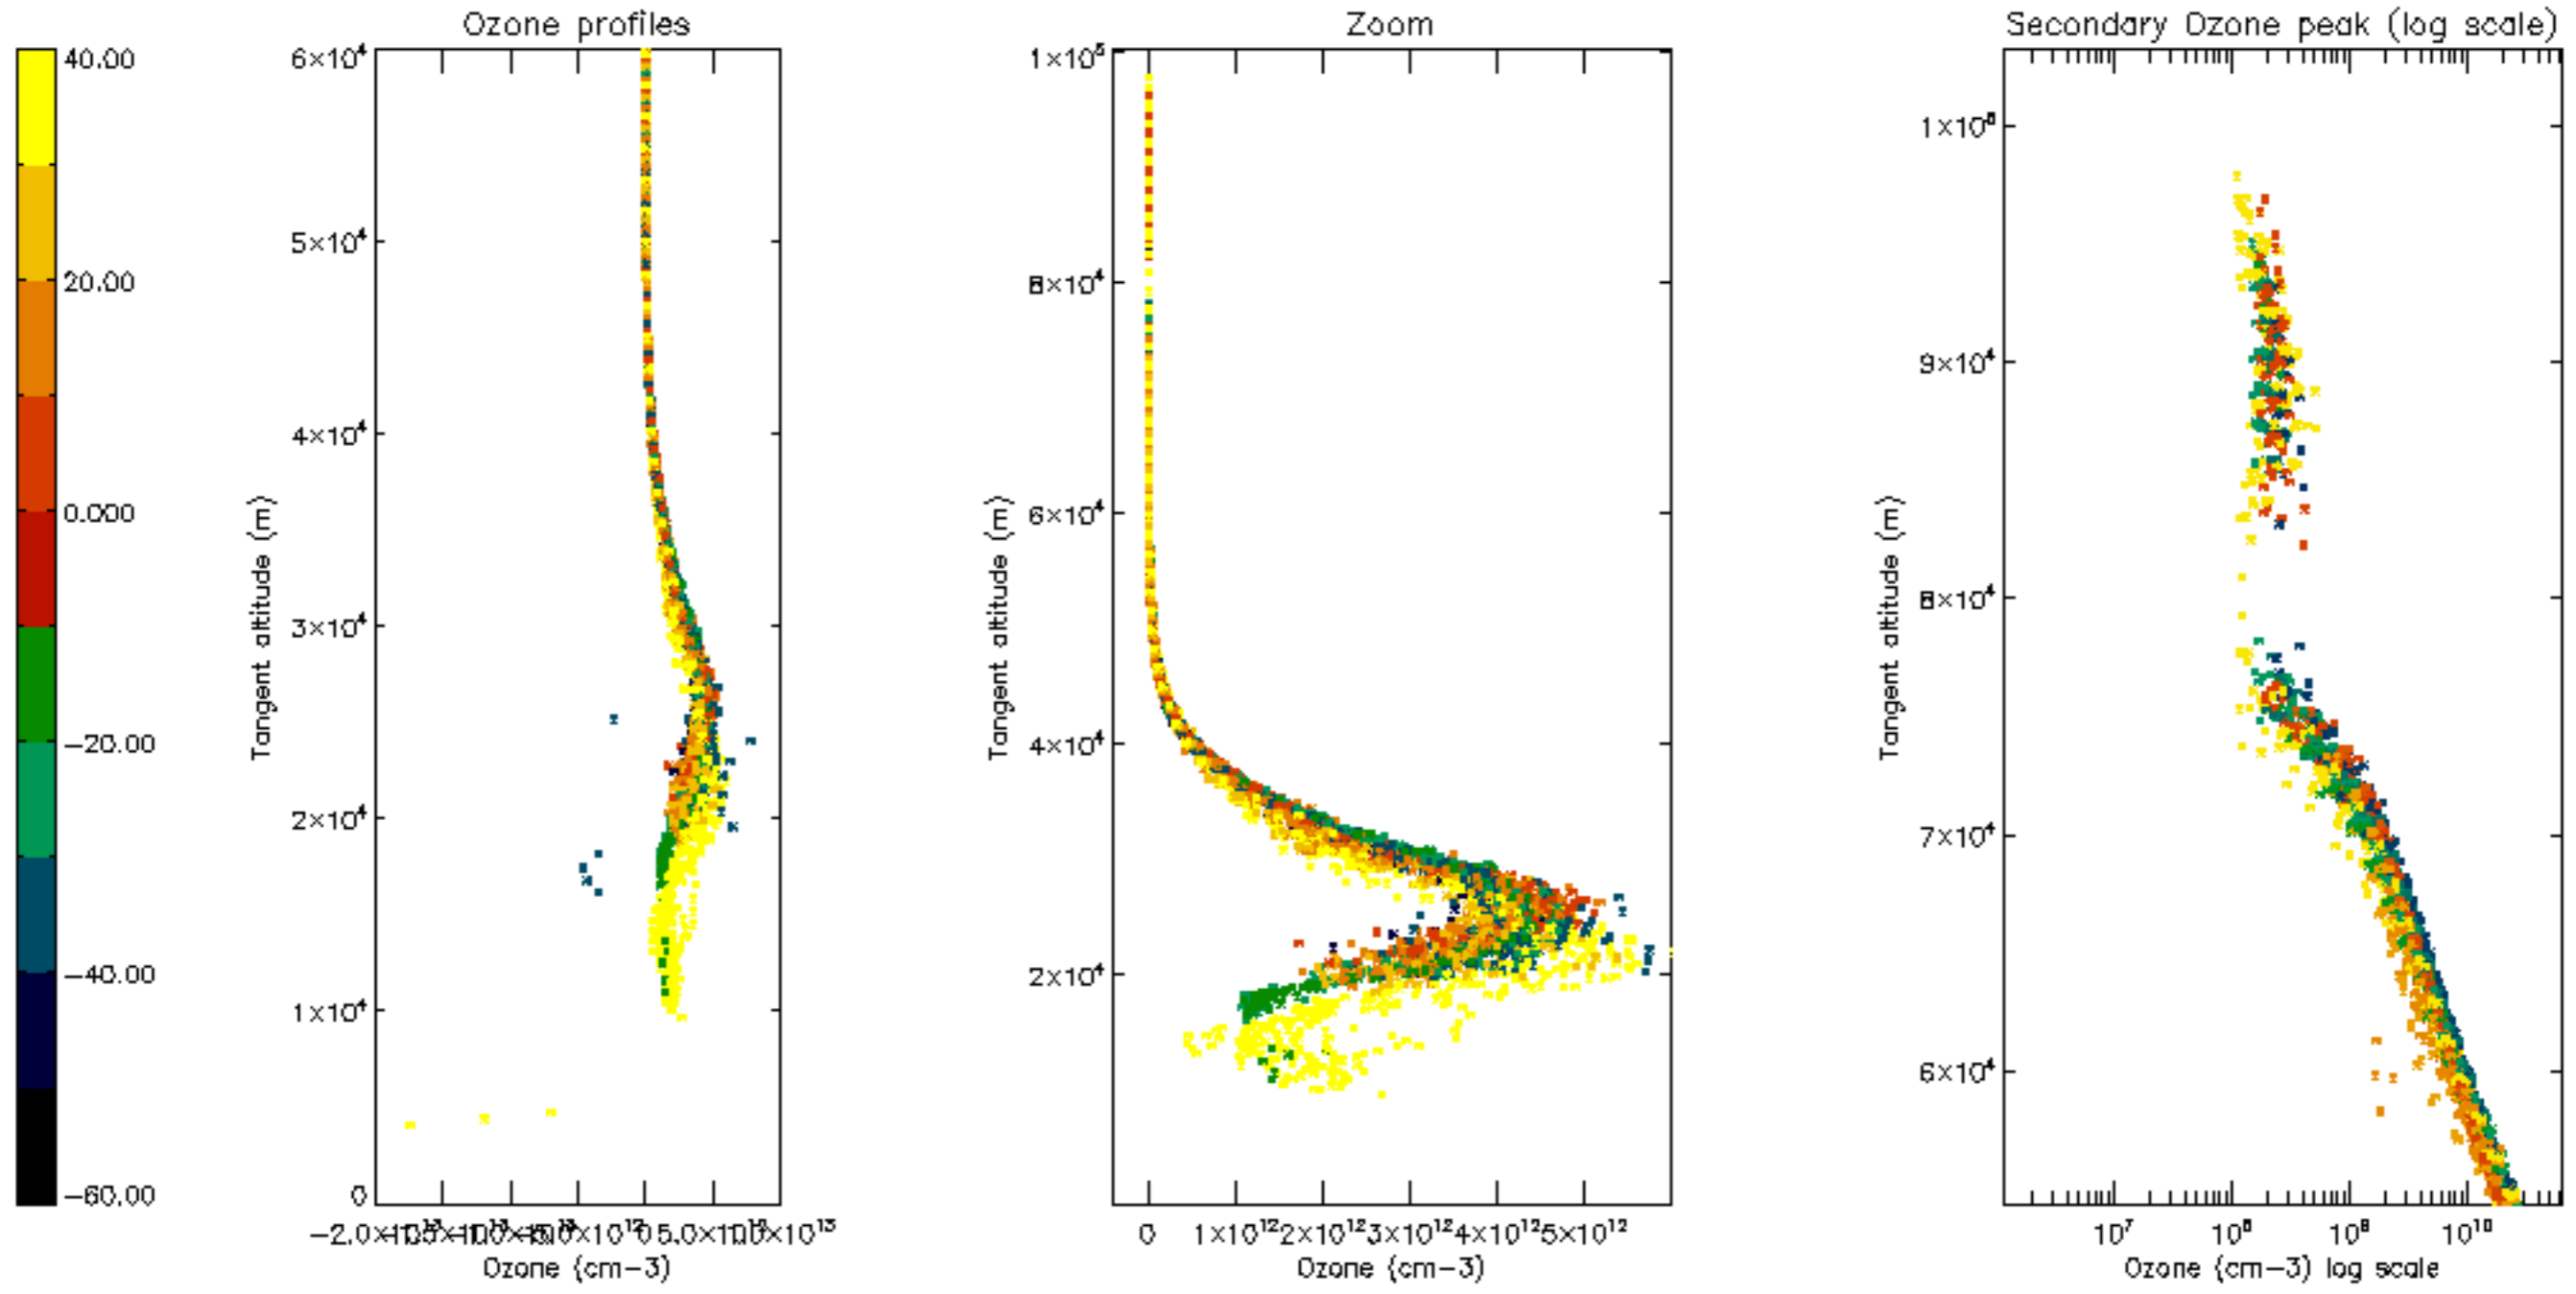 Ozone profiles
Zoom
Secondary Ozone peak (log scale)
40.00
20.00
0.000
−20.00
−40.00
−60.00
6×10⁴
5×10⁴
4×10⁴
3×10⁴
2×10⁴
1×10⁴
0
Tangent altitude (m)
Ozone (cm−3)
1×10⁵
8×10⁴
6×10⁴
4×10⁴
2×10⁴
Tangent altitude (m)
0 1×10¹² 2×10¹² 3×10¹² 4×10¹² 5×10¹²
Ozone (cm−3)
1×10⁵
9×10⁴
8×10⁴
7×10⁴
6×10⁴
Tangent altitude (m)
10⁷ 10⁸ 10⁹ 10¹⁰
Ozone (cm−3) log scale